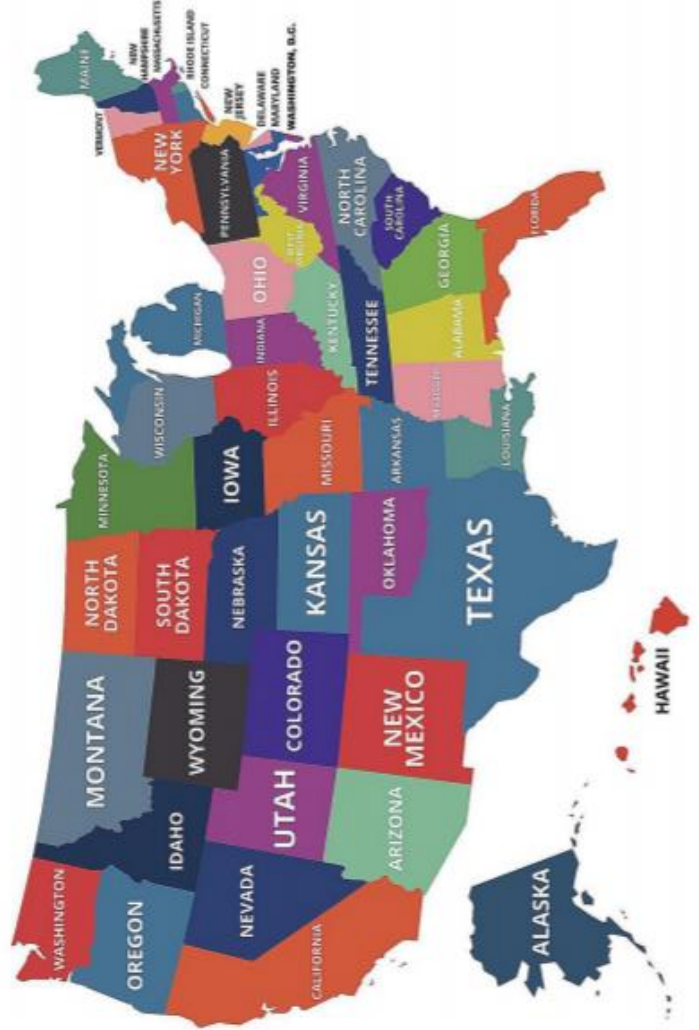 WASHINGTON
OREGON
CALIFORNIA
NEVADA
IDAHO
MONTANA
WYOMING
UTAH
ARIZONA
COLORADO
NEW
MEXICO
NORTH
DAKOTA
SOUTH
DAKOTA
NEBRASKA
KANSAS
OKLAHOMA
TEXAS
MINNESOTA
IOWA
MISSOURI
ARKANSAS
LOUISIANA
WISCONSIN
ILLINOIS
MICHIGAN
INDIANA
OHIO
KENTUCKY
TENNESSEE
ALABAMA
GEORGIA
FLORIDA
SOUTH
CAROLINA
NORTH
CAROLINA
VIRGINIA
WEST
VIRGINIA
PENNSYLVANIA
NEW
YORK
VERMONT
MAINE
NEW
HAMPSHIRE
MASSACHUSETTS
RHODE ISLAND
CONNECTICUT
NEW
JERSEY
DELAWARE
MARYLAND
WASHINGTON, D.C.
ALASKA
HAWAII